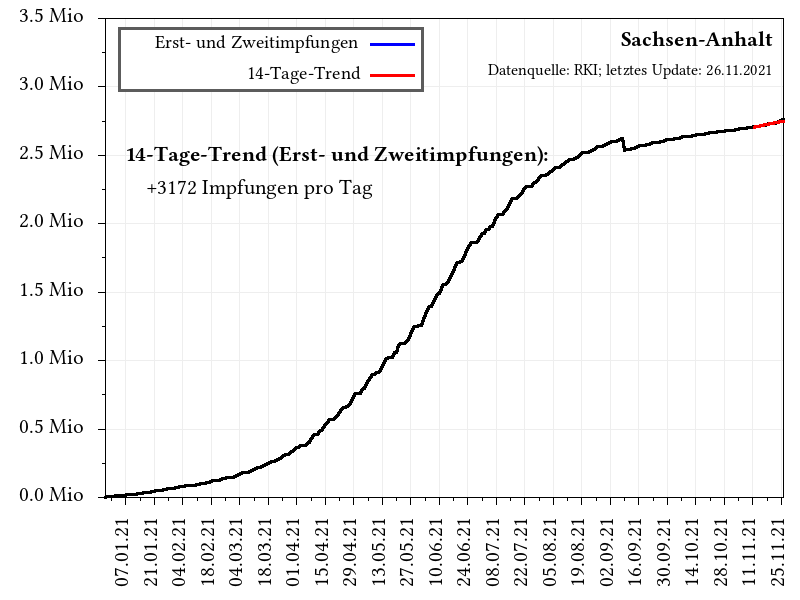 3.5 Mio
3.0 Mio
2.5 Mio
2.0 Mio
1.5 Mio
1.0 Mio
0.5 Mio
0.0 Mio
Erst- und Zweitimpfungen
14-Tage-Trend
Sachsen-Anhalt
Datenquelle: RKI; letztes Update: 26.11.2021
14-Tage-Trend (Erst- und Zweitimpfungen):
+3172 Impfungen pro Tag
07.01.21
21.01.21
04.02.21
18.02.21
04.03.21
18.03.21
01.04.21
15.04.21
29.04.21
13.05.21
27.05.21
10.06.21
24.06.21
08.07.21
22.07.21
05.08.21
19.08.21
02.09.21
16.09.21
30.09.21
14.10.21
28.10.21
11.11.21
25.11.21